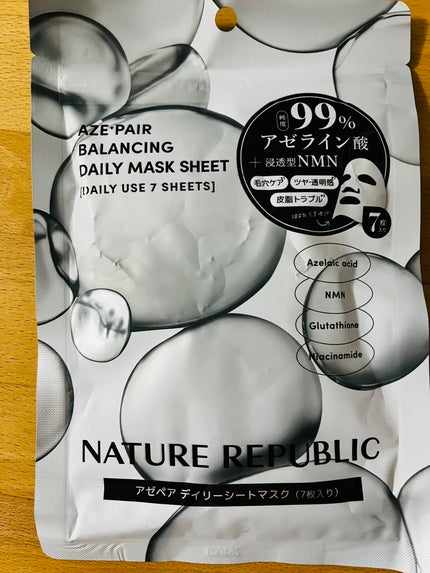 AZE•PAIR
BALANCING
DAILY MASK SHEET
[DAILY USE 7 SHEETS]
純度 99%
アゼライン酸
+ 浸透型NMN
毛穴ケア ツヤ・透明感
皮脂トラブル
7枚入り
Azelaic acid
NMN
Glutathione
Niacinamide
NATURE REPUBLIC
アゼペア デイリーシートマスク（7枚入り）